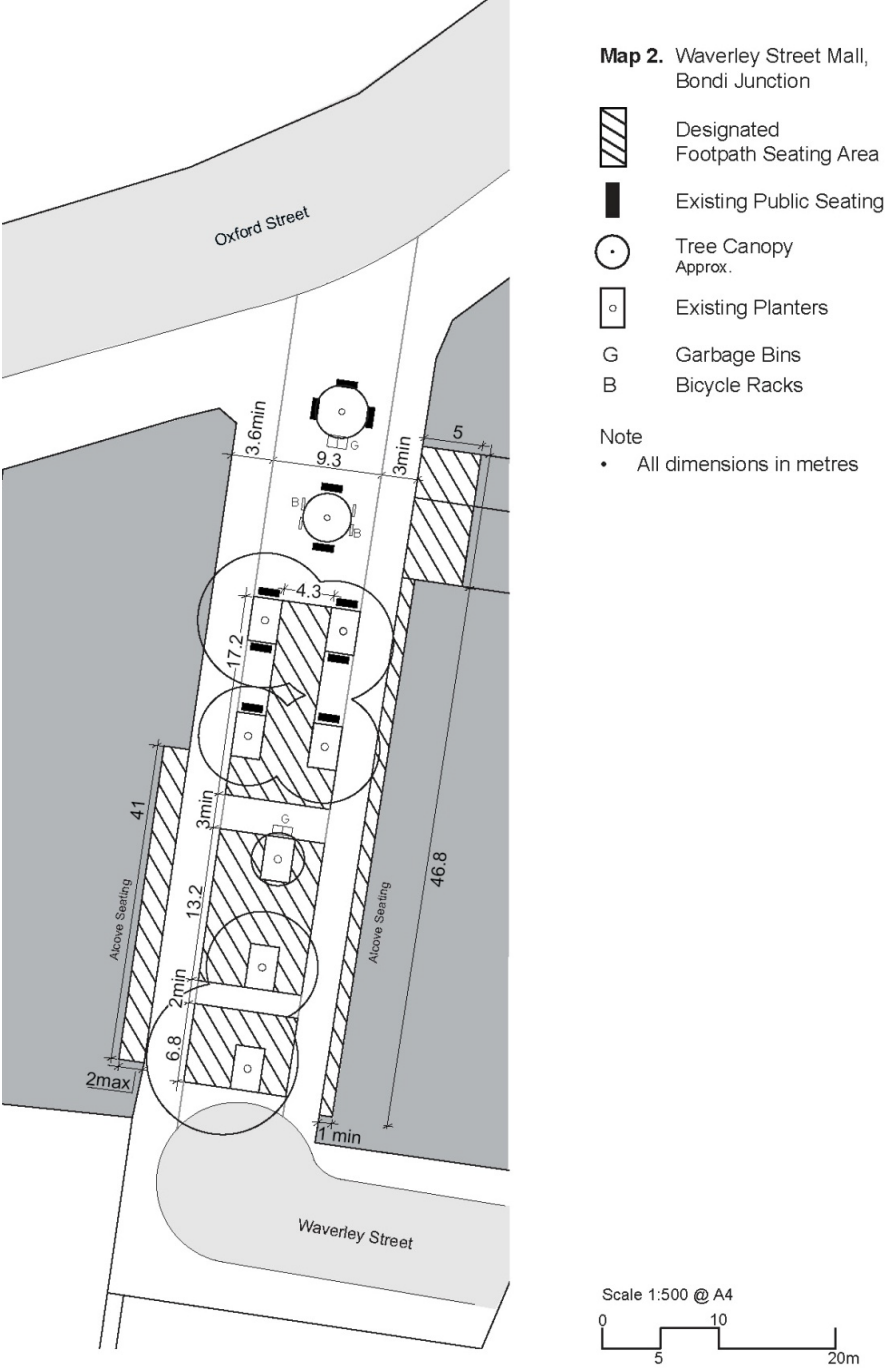 Map 2. Waverley Street Mall,
Bondi Junction
Designated
Footpath Seating Area
Existing Public Seating
Tree Canopy
Approx.
Existing Planters
G Garbage Bins
B Bicycle Racks
Note
• All dimensions in metres
Oxford Street
3.6min
9.3
3min
5
G
B
B
4.3
17.2
3min
G
41
Alcove Seating
13.2
46.8
Alcove Seating
2min
6.8
2max
1 min
Waverley Street
Scale 1:500 @ A4
0 10
5 20m